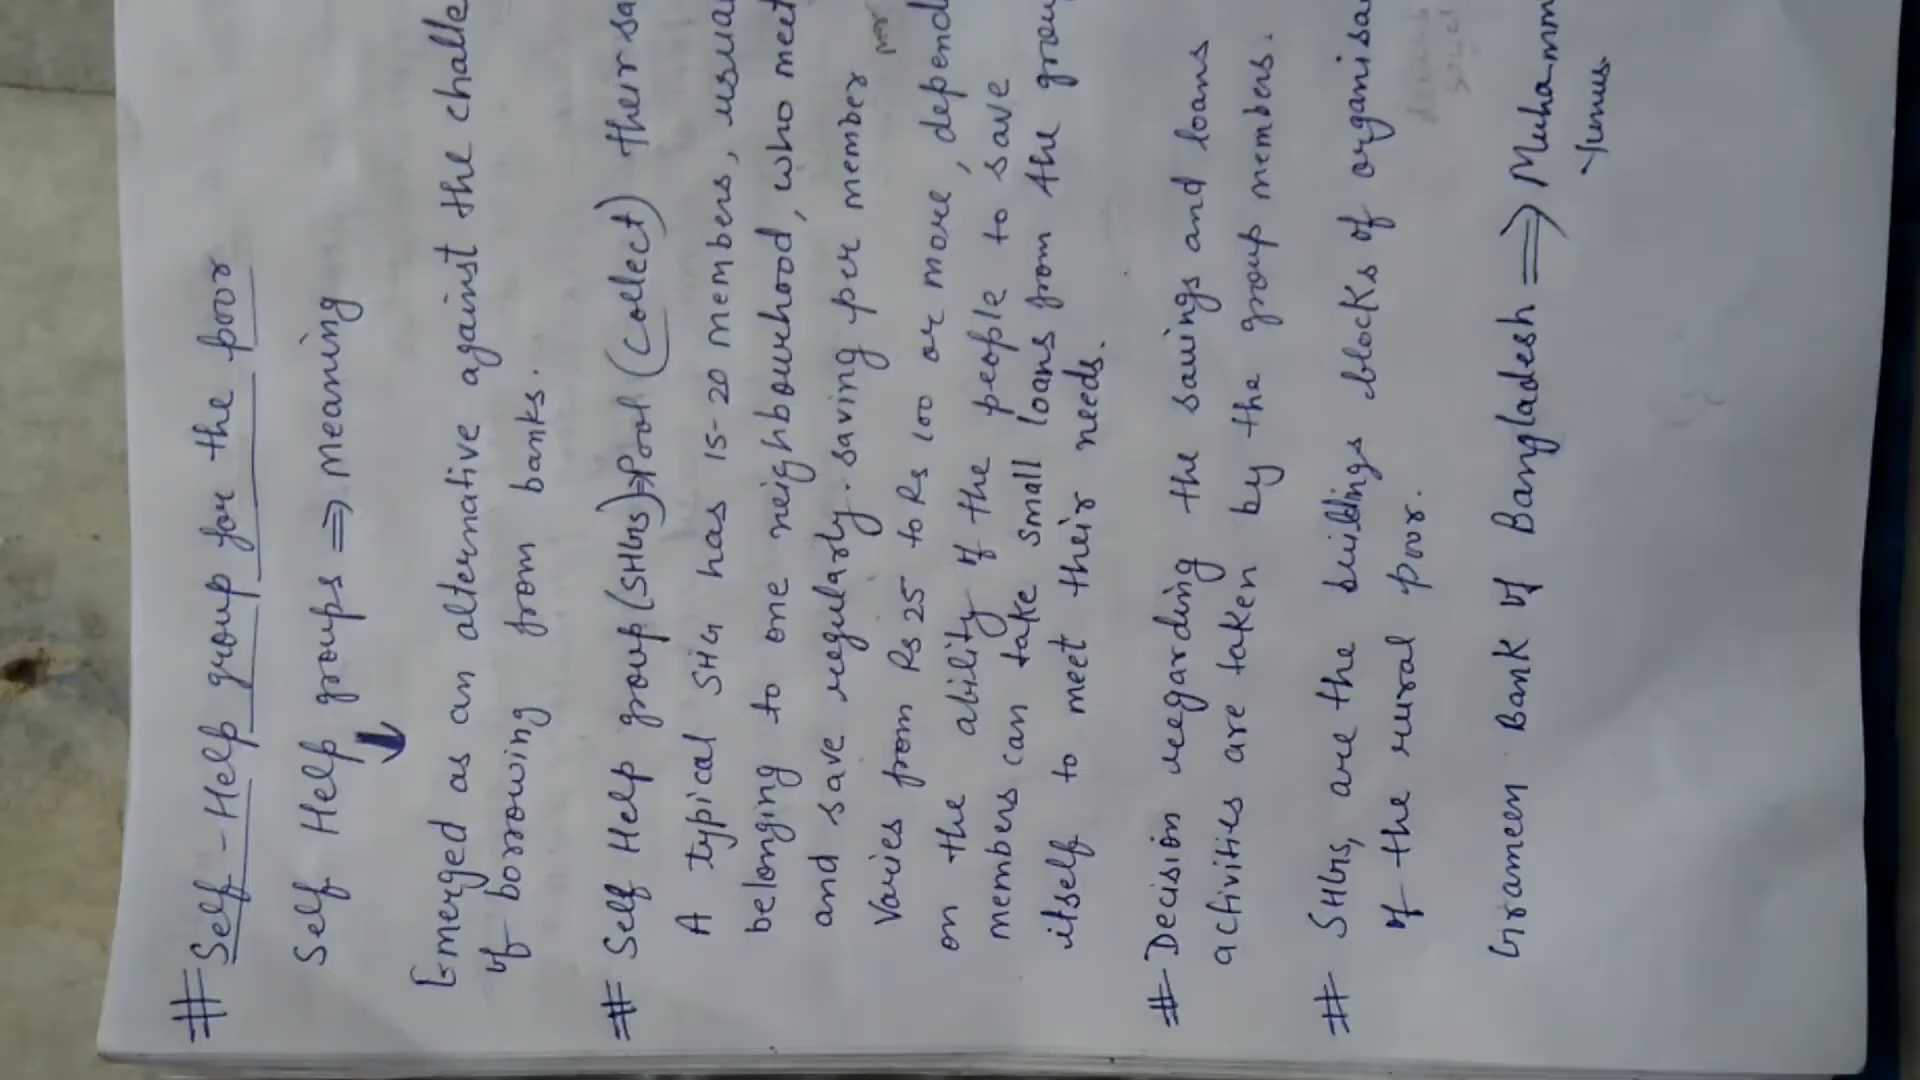 # Self-Help group for the poor
Self Help groups ⇒ meaning
↓
Emerged as an alternative against the challe
of borrowing from banks.
# Self Help group (SHGs)⇒Pool (collect) their sa
A typical SHG has 15-20 members, usua
belonging to one neighbourhood, who meet
and save regularly. saving per member
per
Varies from Rs 25 to Rs 100 or more, depend
on the ability of the people to save
members can take small loans from the grou
itself to meet their needs.
# Decision regarding the savings and loans
activities are taken by the group members.
# SHGs, are the buildings blocks of organisa
of the rural poor.
Grameen Bank of Bangladesh ⇒ Muhamm
Yunus